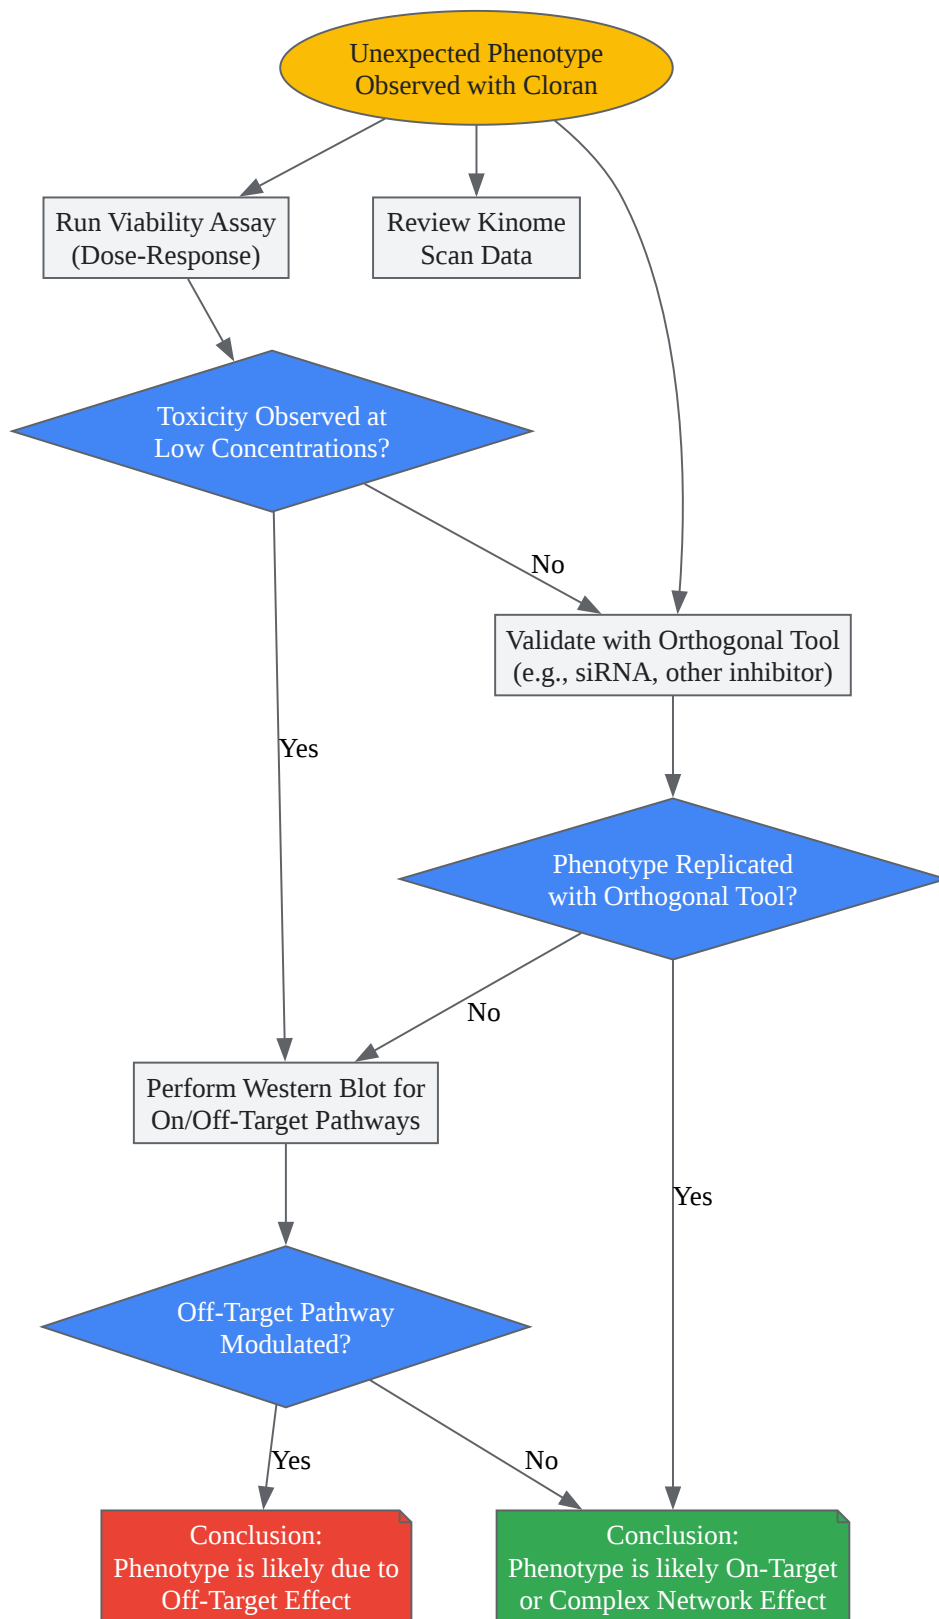 Unexpected Phenotype
Observed with Cloran
Run Viability Assay
(Dose-Response)
Review Kinome
Scan Data
Toxicity Observed at
Low Concentrations?
No
Validate with Orthogonal Tool
(e.g., siRNA, other inhibitor)
Yes
Phenotype Replicated
with Orthogonal Tool?
No
Perform Western Blot for
On/Off-Target Pathways
Yes
Off-Target Pathway
Modulated?
Yes
No
Conclusion:
Phenotype is likely due to
Off-Target Effect
Conclusion:
Phenotype is likely On-Target
or Complex Network Effect